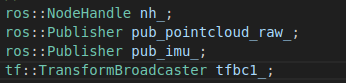 ros::NodeHandle nh_;
ros::Publisher pub_pointcloud_raw_;
ros::Publisher pub_imu_;
tf::TransformBroadcaster tfbc1_;